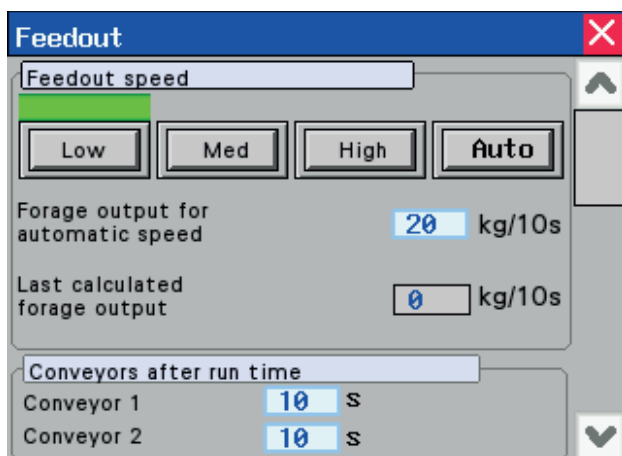 Feedout
Feedout speed
Low Med High Auto
Forage output for
automatic speed 20 kg/10s
Last calculated
forage output 0 kg/10s
Conveyors after run time
Conveyor 1 10 s
Conveyor 2 10 s